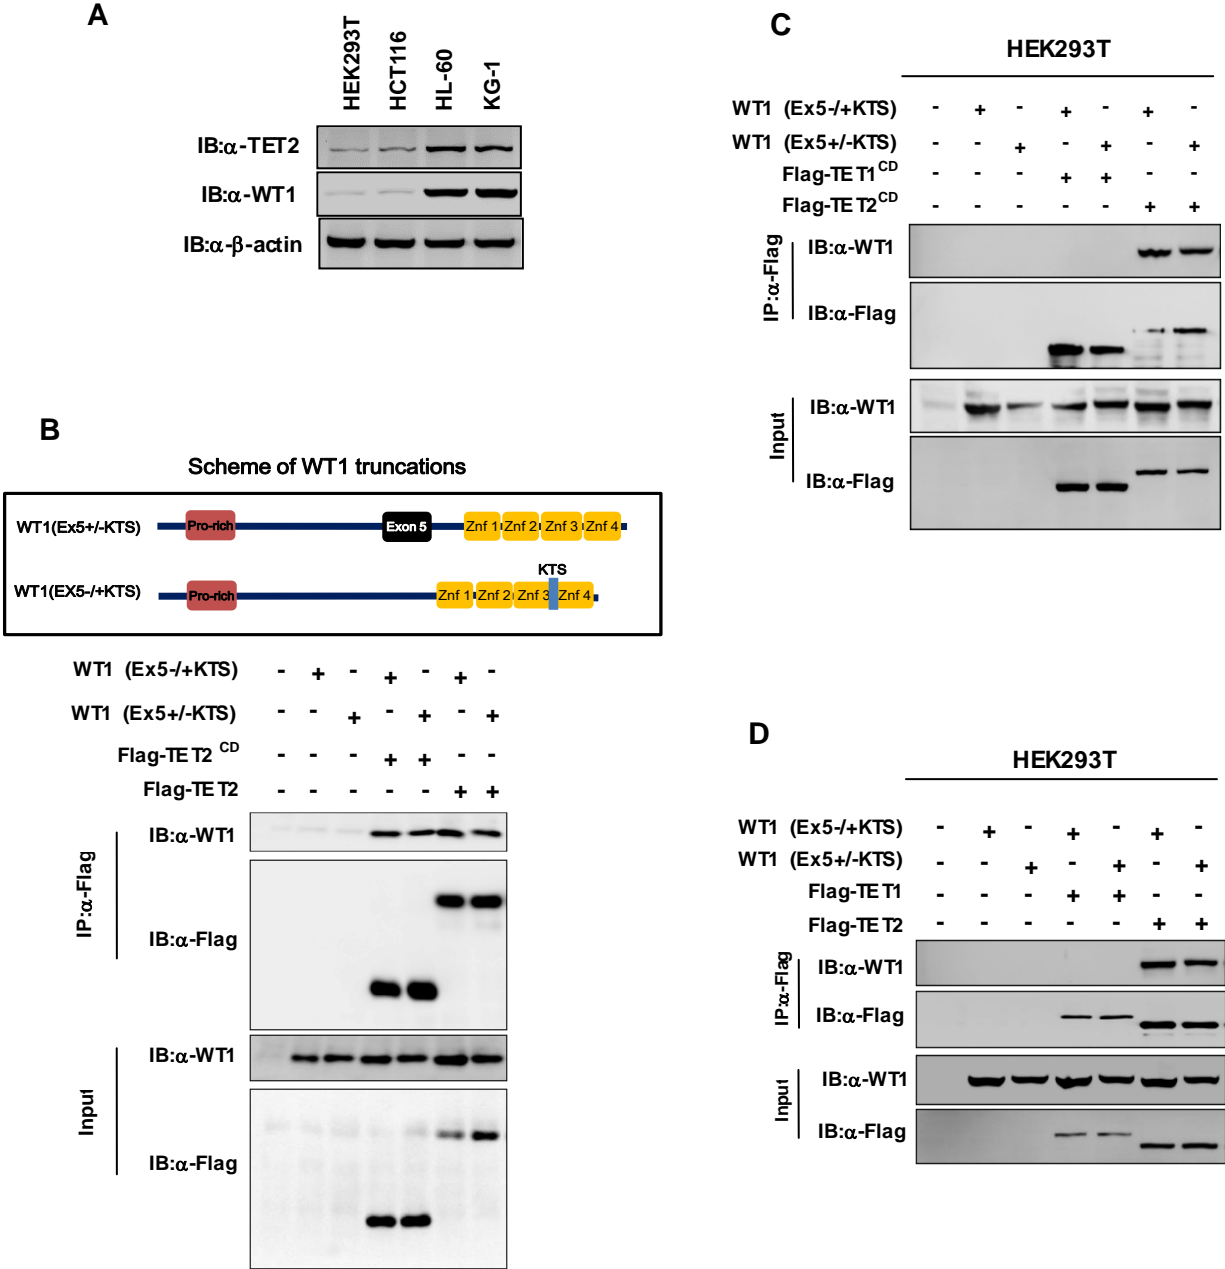 A
HEK293T
HCT116
HL-60
KG-1
IB:α-TET2
IB:α-WT1
IB:α-β-actin
B
Scheme of WT1 truncations
WT1(Ex5+/-KTS) Pro-rich Exon 5 Znf 1 Znf 2 Znf 3 Znf 4
KTS
WT1(EX5-/+KTS) Pro-rich Znf 1 Znf 2 Znf 3 Znf 4
WT1 (Ex5-/+KTS) - + - + - + -
WT1 (Ex5+/-KTS) - - + - + - +
Flag-TET2 CD - - - + + - -
Flag-TET2 - - - - - + +
IP:α-Flag
IB:α-WT1
IB:α-Flag
Input
IB:α-WT1
IB:α-Flag
C
HEK293T
WT1 (Ex5-/+KTS) - + - + - + -
WT1 (Ex5+/-KTS) - - + - + - +
Flag-TET1CD - - - + + - -
Flag-TET2CD - - - - - + +
IP:α-Flag
IB:α-WT1
IB:α-Flag
Input
IB:α-WT1
IB:α-Flag
D
HEK293T
WT1 (Ex5-/+KTS) - + - + - + -
WT1 (Ex5+/-KTS) - - + - + - +
Flag-TET1 - - - + + - -
Flag-TET2 - - - - - + +
IP:α-Flag
IB:α-WT1
IB:α-Flag
Input
IB:α-WT1
IB:α-Flag